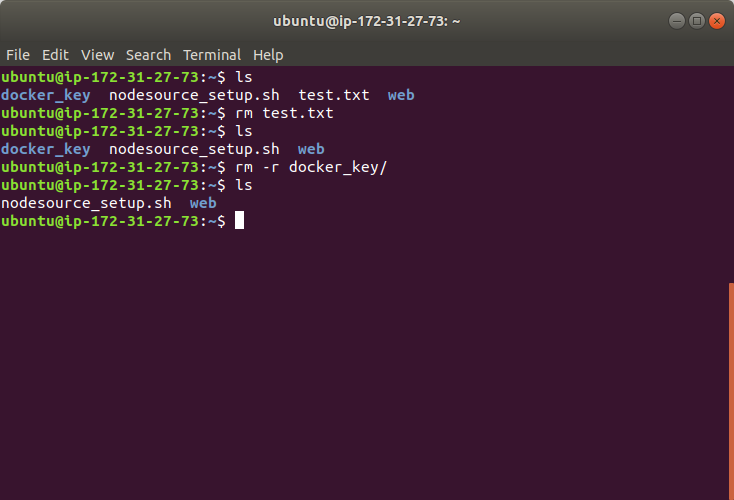 ubuntu@ip-172-31-27-73: ~
File Edit View Search Terminal Help
ubuntu@ip-172-31-27-73:~$ ls
docker_key  nodesource_setup.sh  test.txt  web
ubuntu@ip-172-31-27-73:~$ rm test.txt
ubuntu@ip-172-31-27-73:~$ ls
docker_key  nodesource_setup.sh  web
ubuntu@ip-172-31-27-73:~$ rm -r docker_key/
ubuntu@ip-172-31-27-73:~$ ls
nodesource_setup.sh  web
ubuntu@ip-172-31-27-73:~$